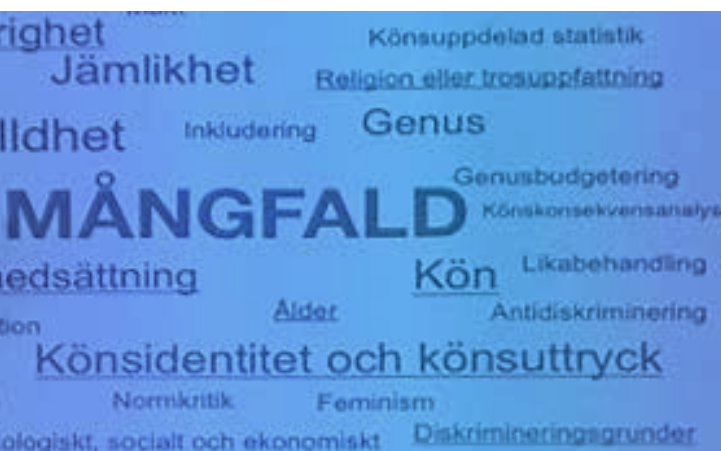 righet
Könsuppdelad statistik
Jämlikhet
Religion eller trosuppfattning
lldhet
Inkludering
Genus
Genusbudgetering
MÅNGFALD
Könskonsekvensanalys
edsättning
Kön
Likabehandling
tion
Ålder
Antidiskriminering
Könsidentitet och könsuttryck
Normkritik
Feminism
ologiskt, socialt och ekonomiskt
Diskrimineringsgrunder